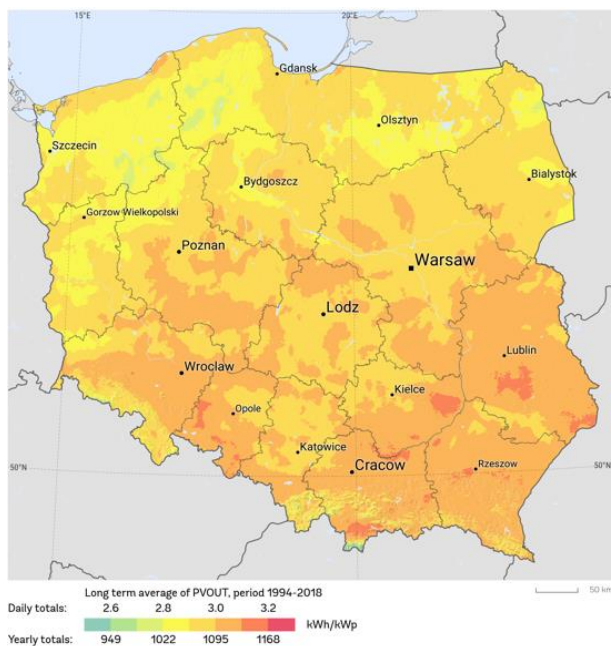 15°E 20°E
Gdansk
Olsztyn
Szczecin
Bialystok
Bydgoszcz
Gorzow Wielkopolski
Poznan
Warsaw
Lodz
Lublin
Wrocław
Kielce
Opole
Katowice
50°N Cracow Rzeszow 50°N
50 km
Long term average of PVOUT, period 1994-2018
Daily totals: 2.6 2.8 3.0 3.2
kWh/kWp
Yearly totals: 949 1022 1095 1168